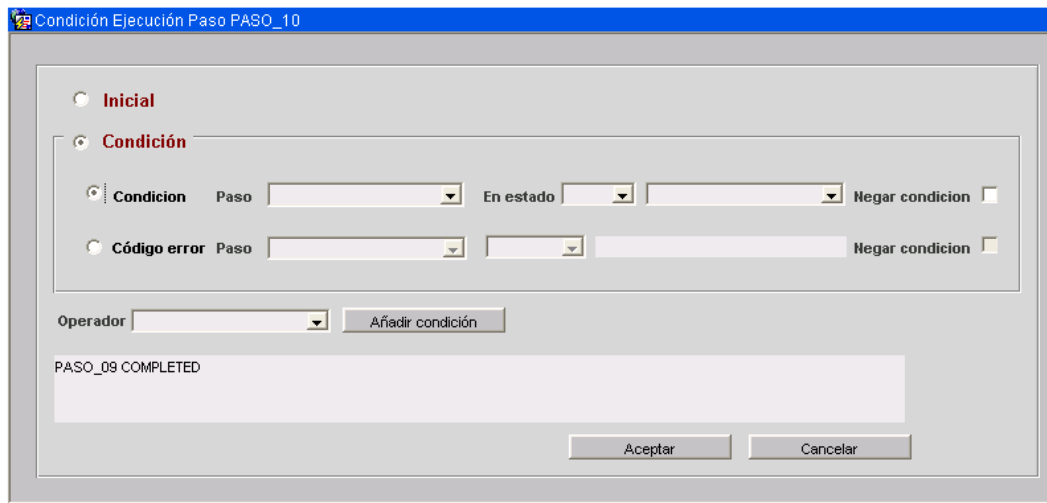 Condición Ejecución Paso PASO_10
Inicial
Condición
Condicion Paso En estado Negar condicion
Código error Paso Negar condicion
Operador Añadir condición
PASO_09 COMPLETED
Aceptar Cancelar